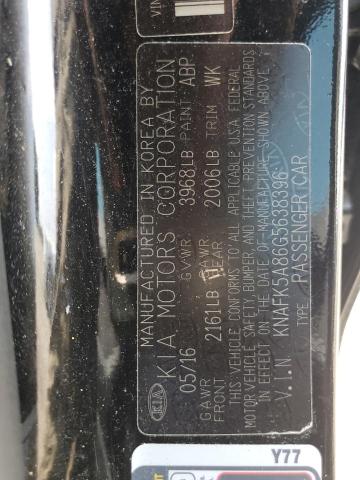 VIN
MANUFACTURED IN KOREA BY
KIA MOTORS CORPORATION
05/16 GVWR 3968LB PAINT ABP
GAWR FRONT 2161LB GAWR REAR 2006LB TRIM WK
THIS VEHICLE CONFORMS TO ALL APPLICABLE U.S.A. FEDERAL
MOTOR VEHICLE SAFETY, BUMPER AND THEFT PREVENTION STANDARDS
IN EFFECT ON THE DATE OF MANUFACTURE SHOWN ABOVE.
V.I.N. : KNAFK5A86G5638896
TYPE : PASSENGER CAR
KIA
Y77